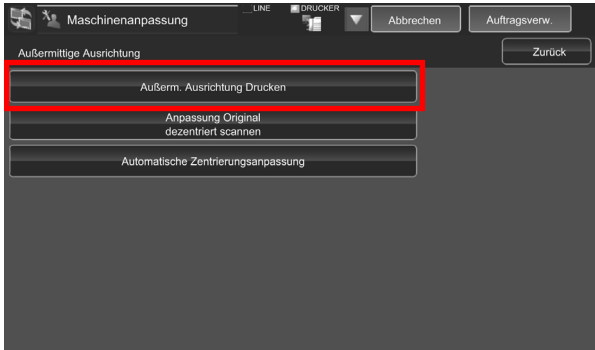 LINE DRUCKER
Maschinenanpassung Abbrechen Auftragsverw.
Außermittige Ausrichtung Zurück
Außerm. Ausrichtung Drucken
Anpassung Original
dezentriert scannen
Automatische Zentrierungsanpassung